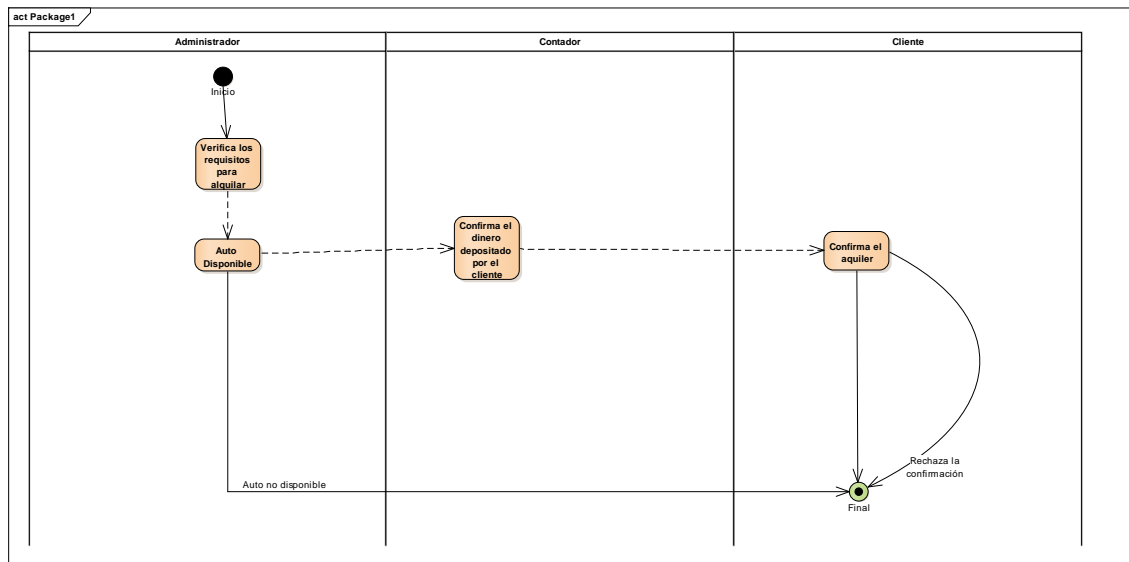 act Package1
Administrador
Contador
Cliente
Inicio
Verifica los
requisitos
para
alquilar
Auto
Disponible
Confirma el
dinero
depositado
por el
cliente
Confirma el
aquiler
Rechaza la
confirmación
Auto no disponible
Final